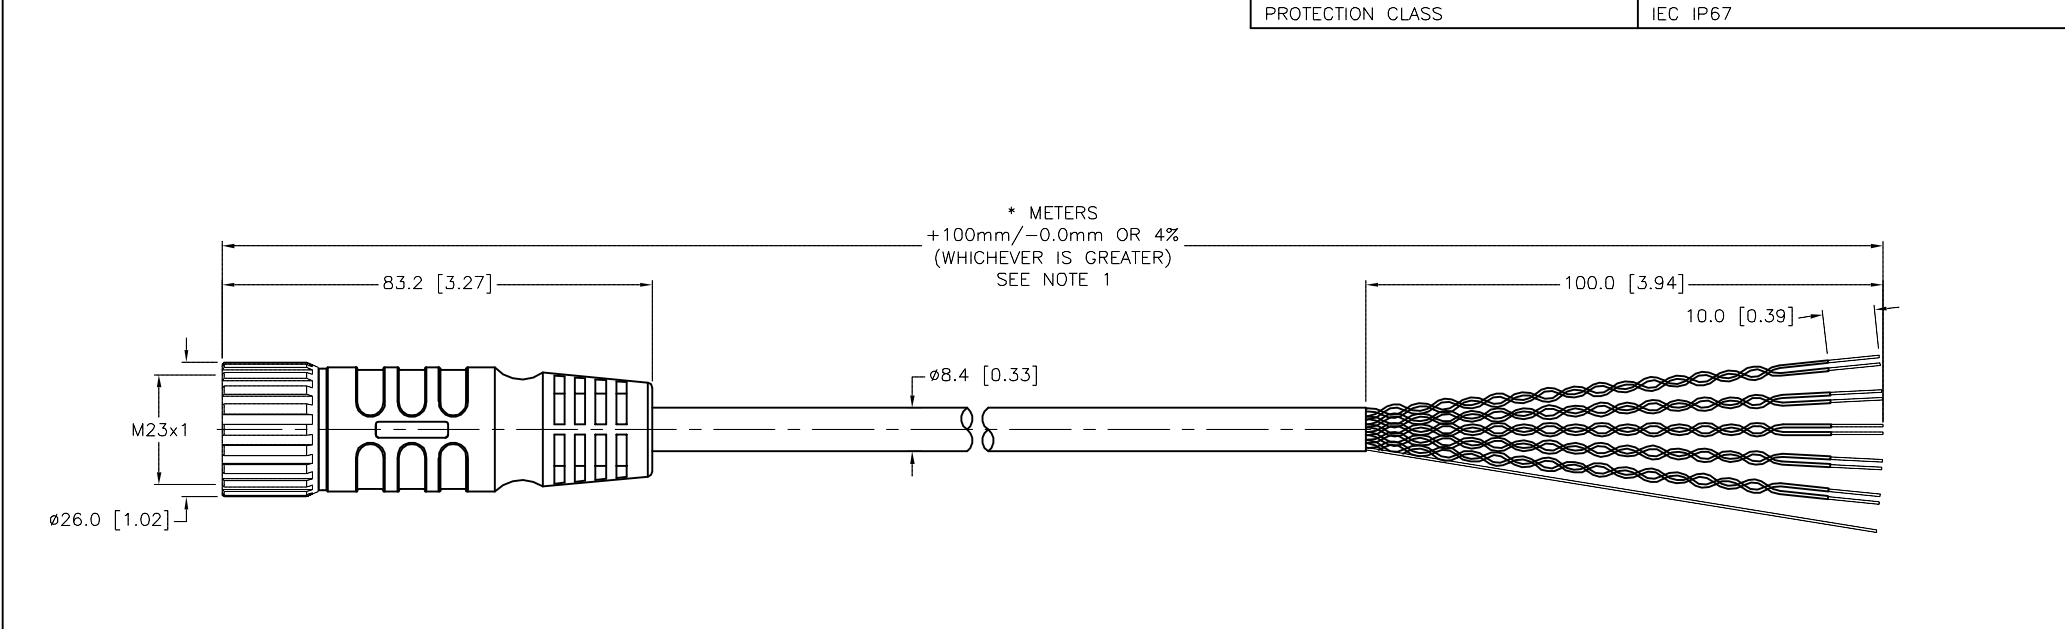 PROTECTION CLASS
IEC IP67
* METERS
+100mm/-0.0mm OR 4%
(WHICHEVER IS GREATER)
SEE NOTE 1
83.2 [3.27]
100.0 [3.94]
10.0 [0.39]
ø8.4 [0.33]
M23x1
ø26.0 [1.02]